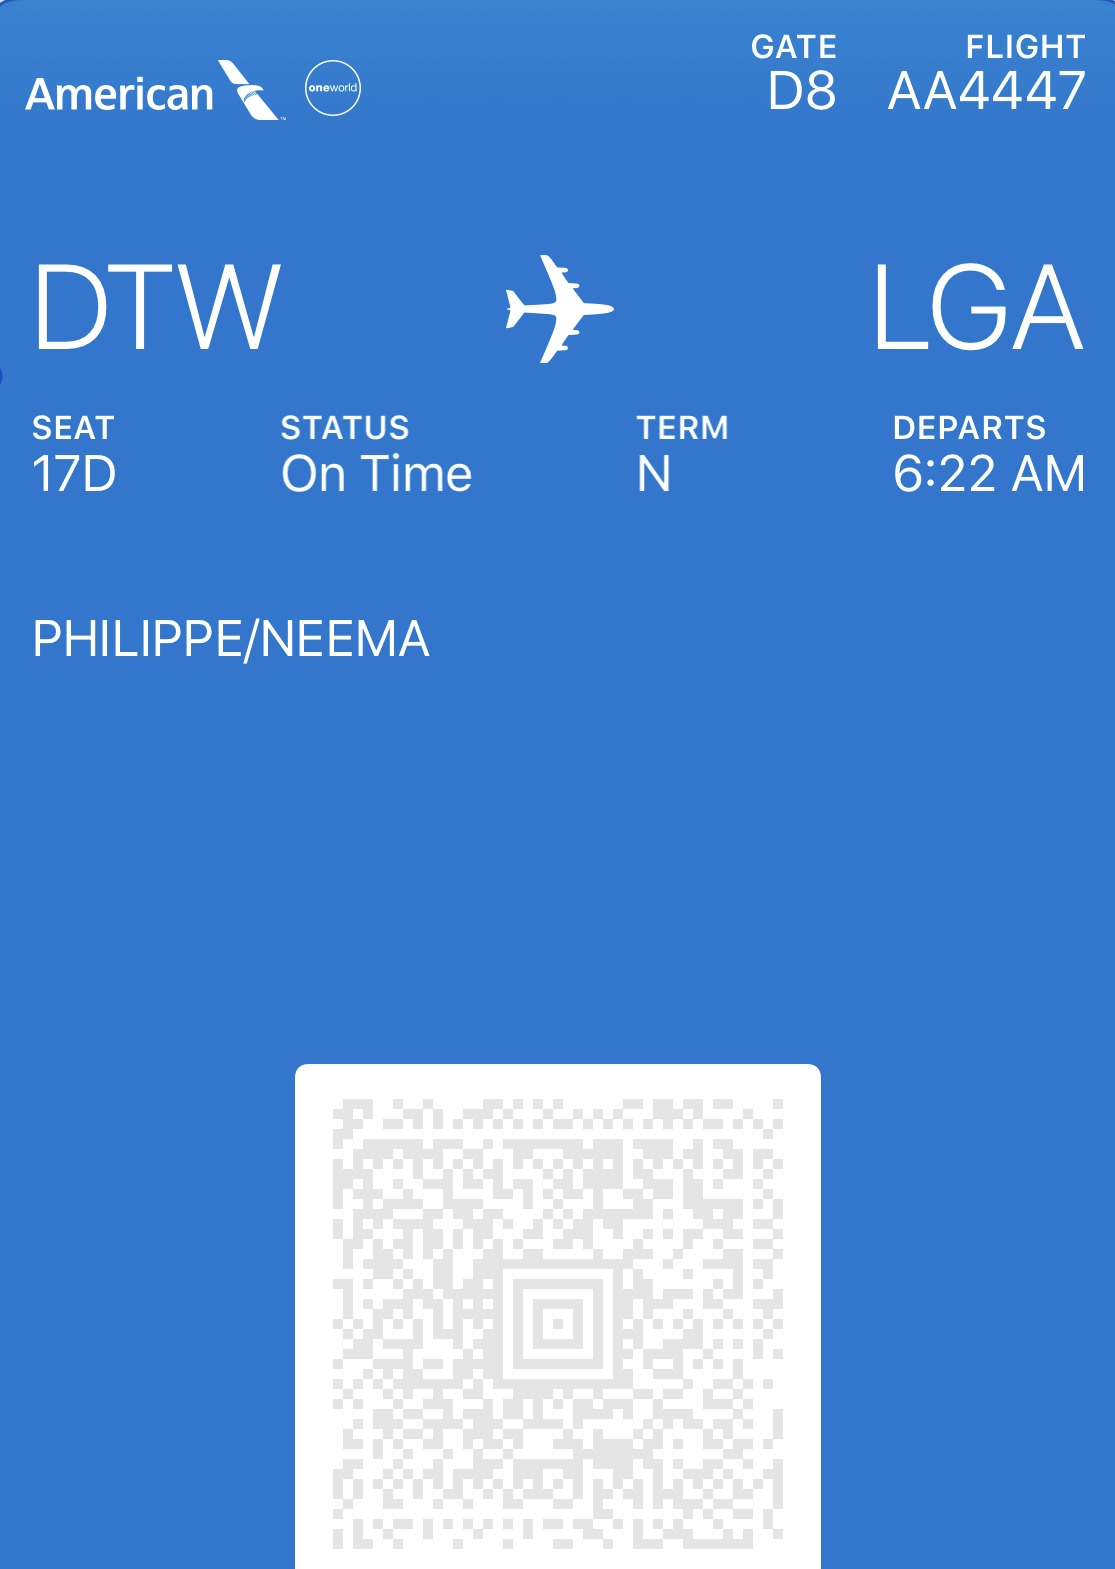 American
oneworld
GATE
D8
FLIGHT
AA4447
DTW
LGA
SEAT
17D
STATUS
On Time
TERM
N
DEPARTS
6:22 AM
PHILIPPE/NEEMA